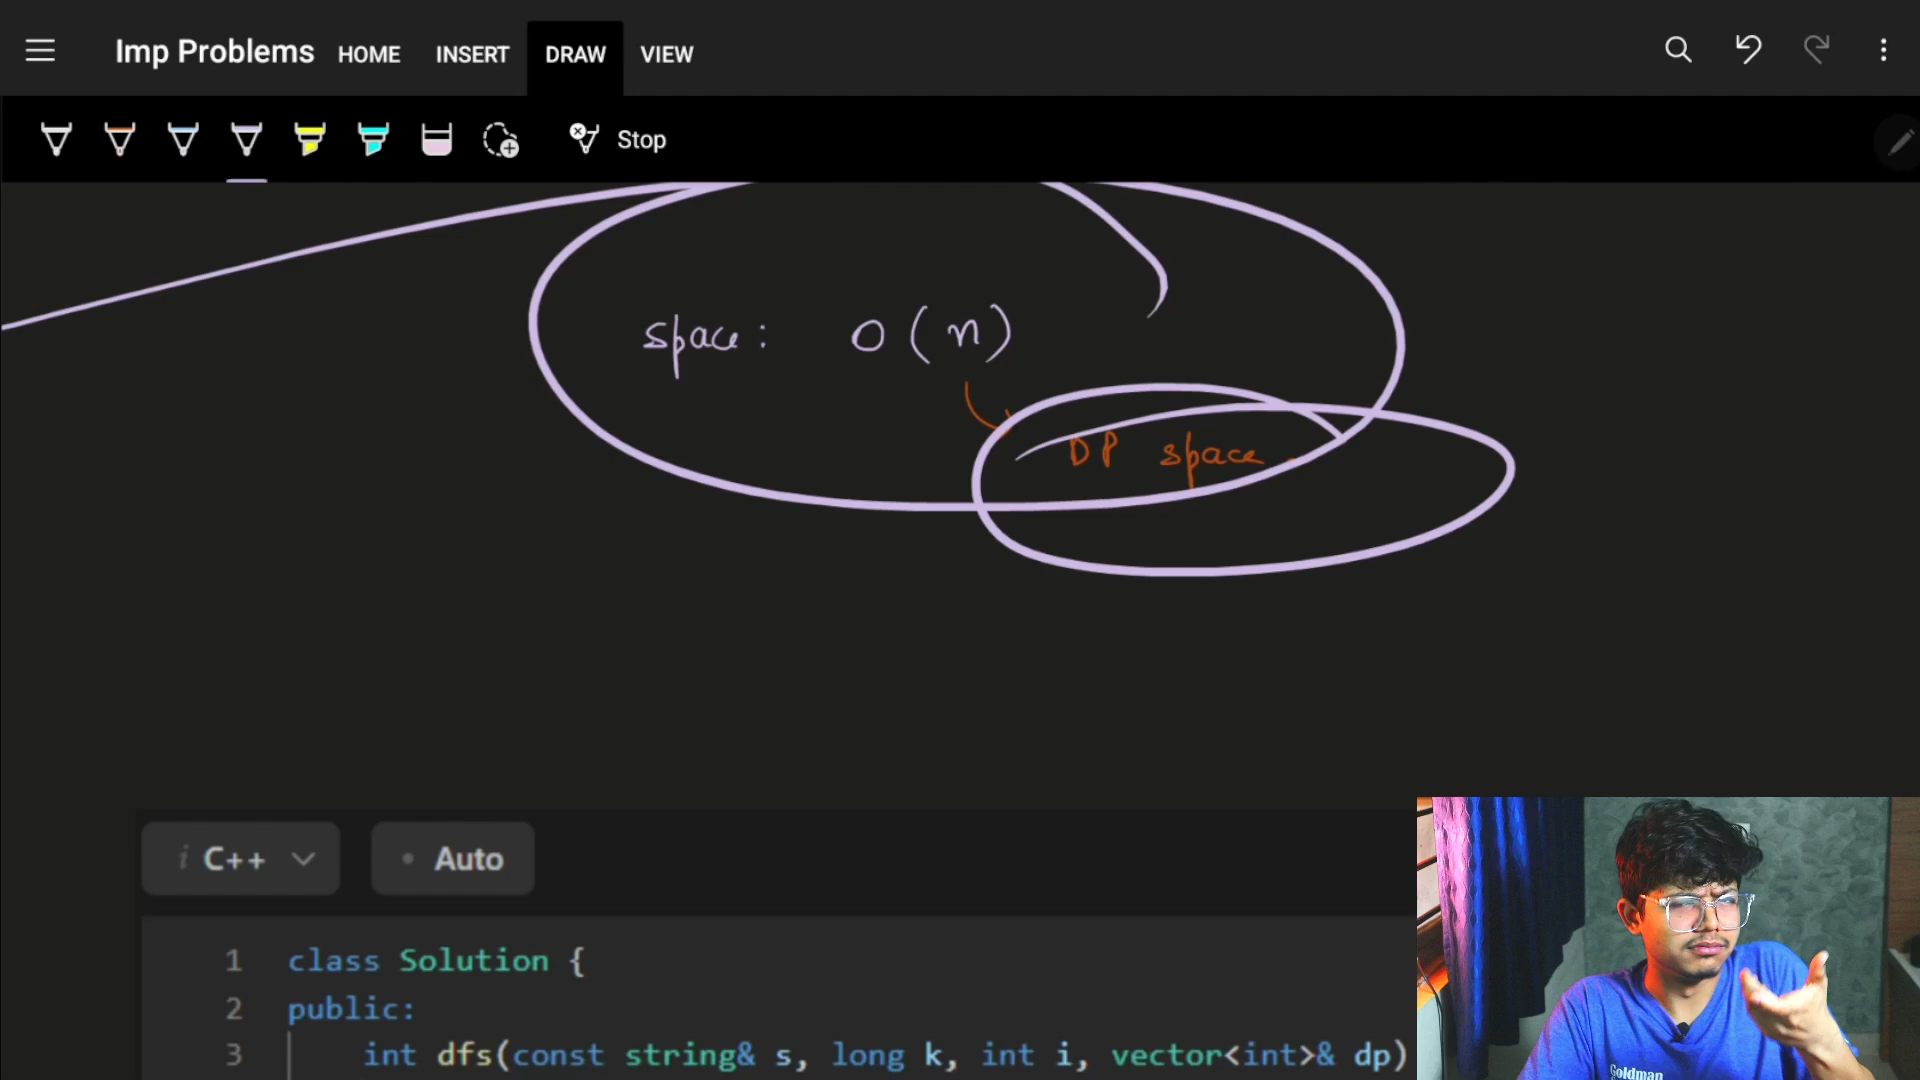 Imp Problems HOME INSERT DRAW VIEW
Stop
space: O(n)
DP space
C++ Auto
1 class Solution {
2 public:
3 int dfs(const string& s, long k, int i, vector<int>& dp)
Goldman